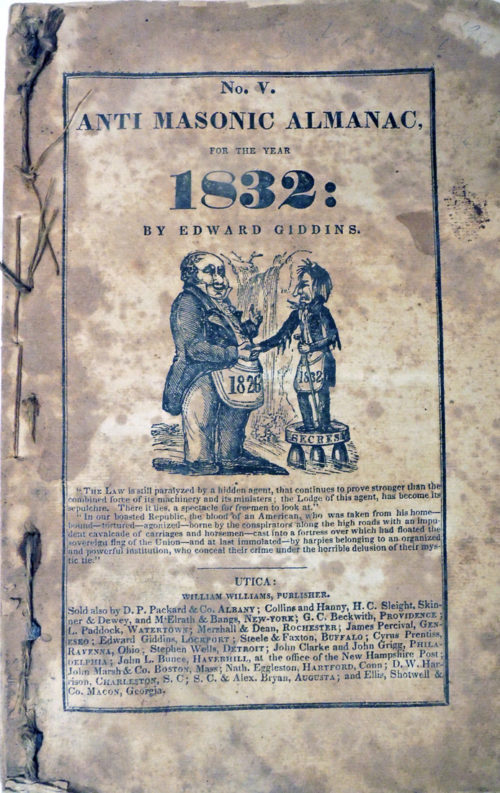 No. V.
ANTI MASONIC ALMANAC,
FOR THE YEAR
1832:
BY EDWARD GIDDINS.
1826
1832
SECRESY
"THE LAW is still paralyzed by a hidden agent, that continues to prove stronger than the
combined force of its machinery and its ministers; the Lodge of this agent, has become its
sepulchre. There it lies, a spectacle for freemen to look at."
"In our boasted Republic, the blood of an American, who was taken from his home—
bound—tortured—agonized—borne by the conspirators along the high roads with an impu-
dent cavalcade of carriages and horsemen—cast into a fortress over which had floated the
sovereign flag of the Union—and at last immolated—by harpies belonging to an organized
and powerful institution, who conceal their crime under the horrible delusion of their mys-
tic tie."
UTICA:
WILLIAM WILLIAMS, PUBLISHER.
Sold also by D. P. Packard & Co. ALBANY; Collins and Hanny, H. C. Sleight, Skin-
ner & Dewey, and M'Elrath & Bangs, NEW-YORK; G. C. Beckwith, PROVIDENCE;
L. Paddock, WATERTOWN; Marshall & Dean, ROCHESTER; James Percival, GEN-
ESEO; Edward Giddins, LOCKPORT; Steele & Faxton, BUFFALO; Cyrus Prentiss,
RAVENNA, Ohio; Stephen Wells, DETROIT; John Clarke and John Grigg, PHILA-
DELPHIA; John L. Bunce, HAVERHILL, at the office of the New Hampshire Post;
John Marsh & Co. BOSTON, Mass; Nath. Eggleston, HARTFORD, Conn; D. W. Har-
rison, CHARLESTON, S. C; S. C. & Alex. Bryan, AUGUSTA; and Ellis, Shotwell &
Co. MACON, Georgia.